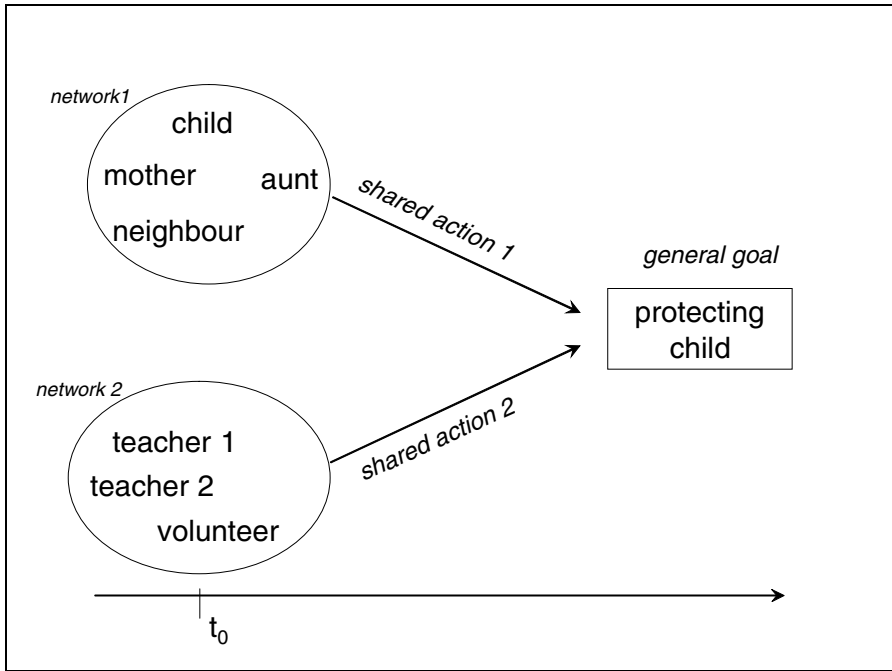 network1
child
mother
aunt
neighbour
shared action 1
general goal
protecting
child
network 2
teacher 1
teacher 2
volunteer
shared action 2
t₀